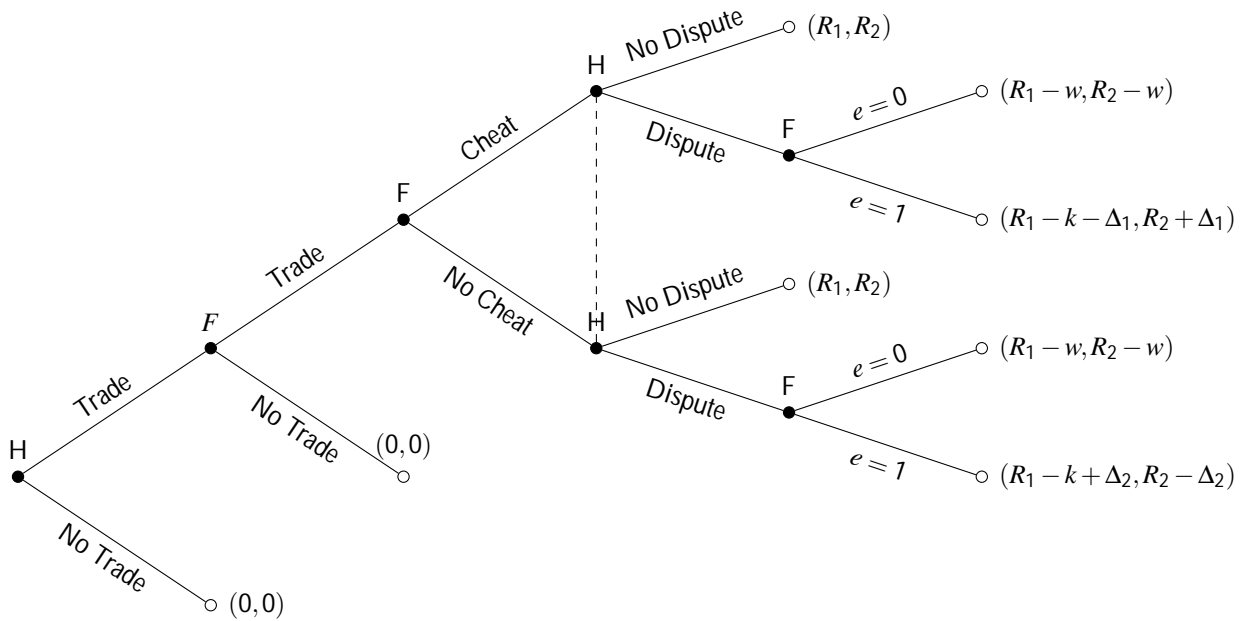 H
No Dispute
(R₁, R₂)
e = 0
(R₁ − w, R₂ − w)
Cheat
Dispute
F
F
e = 1
(R₁ − k − Δ₁, R₂ + Δ₁)
Trade
No Cheat
No Dispute
(R₁, R₂)
F
H
e = 0
(R₁ − w, R₂ − w)
Trade
Dispute
F
No Trade
(0, 0)
H
e = 1
(R₁ − k + Δ₂, R₂ − Δ₂)
No Trade
(0, 0)